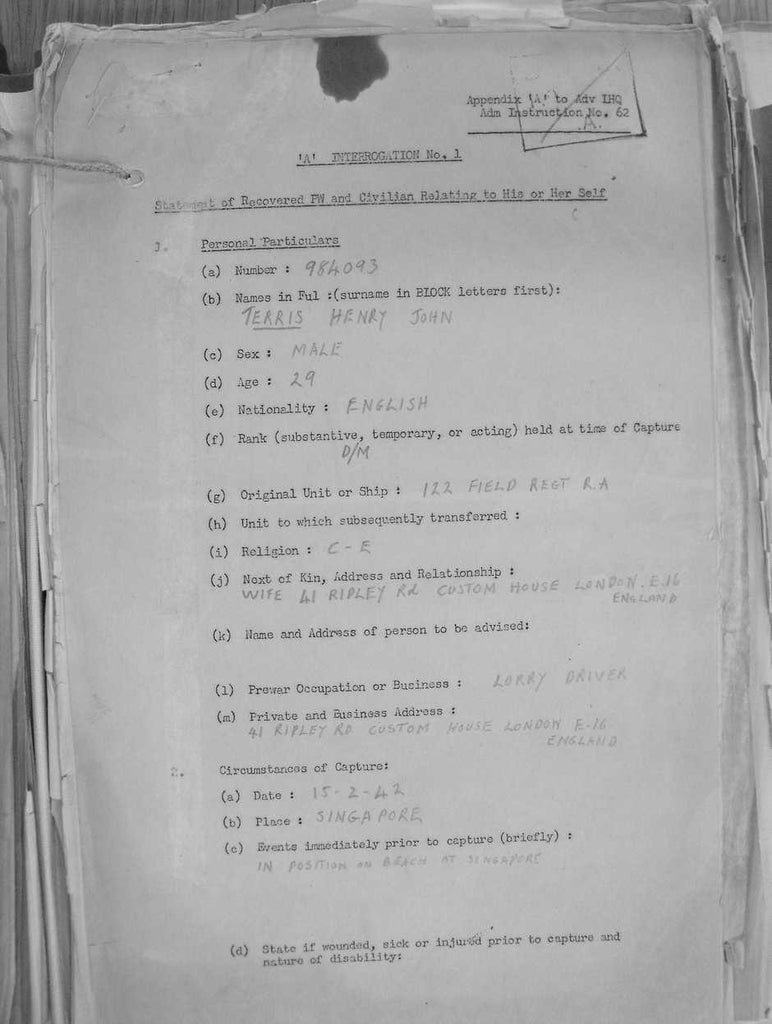 Appendix 'A' to Adv LHQ
Adm Instruction No. 62
.A.
'A' INTERROGATION No. 1
Statement of Recovered PW and Civilian Relating to His or Her Self
1. Personal Particulars
(a) Number : 984093
(b) Names in Ful :(surname in BLOCK letters first):
TERRIS HENRY JOHN
(c) Sex : MALE
(d) Age : 29
(e) Nationality : ENGLISH
(f) Rank (substantive, temporary, or acting) held at time of Capture
D/M
(g) Original Unit or Ship : 122 FIELD REGT R.A
(h) Unit to which subsequently transferred :
(i) Religion : C - E
(j) Next of Kin, Address and Relationship :
WIFE 41 RIPLEY Rd CUSTOM HOUSE LONDON. E.16
ENGLAND
(k) Name and Address of person to be advised:
(l) Prewar Occupation or Business : LORRY DRIVER
(m) Private and Business Address :
41 RIPLEY RD CUSTOM HOUSE LONDON E-16
ENGLAND
2. Circumstances of Capture:
(a) Date : 15-2-42
(b) Place : SINGAPORE
(c) Events immediately prior to capture (briefly) :
IN POSITION ON BEACH AT SINGAPORE
(d) State if wounded, sick or injured prior to capture and
nature of disability: